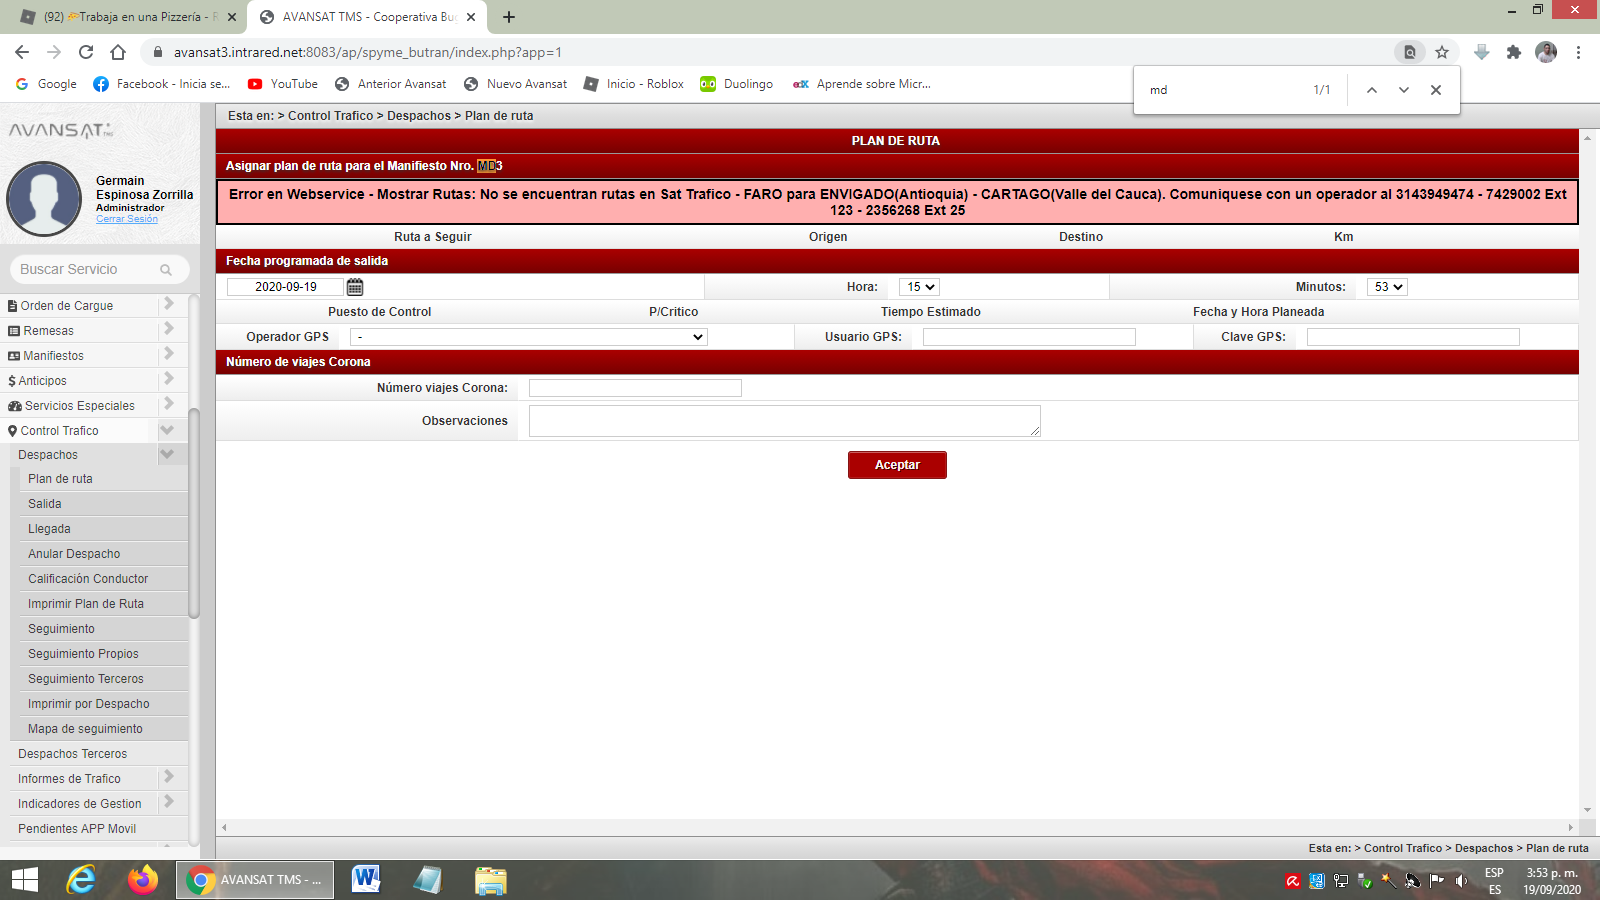 (92) Trabaja en una Pizzería - R
AVANSAT TMS - Cooperativa Buc
avansat3.intrared.net:8083/ap/spyme_butran/index.php?app=1
Google
Facebook - Inicia se...
YouTube
Anterior Avansat
Nuevo Avansat
Inicio - Roblox
Duolingo
edX
Aprende sobre Micr...
md
1/1
AVANSAT TMS
Germain
Espinosa Zorrilla
Administrador
Cerrar Sesión
Buscar Servicio
Orden de Cargue
Remesas
Manifiestos
Anticipos
Servicios Especiales
Control Trafico
Despachos
Plan de ruta
Salida
Llegada
Anular Despacho
Calificación Conductor
Imprimir Plan de Ruta
Seguimiento
Seguimiento Propios
Seguimiento Terceros
Imprimir por Despacho
Mapa de seguimiento
Despachos Terceros
Informes de Trafico
Indicadores de Gestion
Pendientes APP Movil
Esta en: > Control Trafico > Despachos > Plan de ruta
PLAN DE RUTA
Asignar plan de ruta para el Manifiesto Nro. MD3
Error en Webservice - Mostrar Rutas: No se encuentran rutas en Sat Trafico - FARO para ENVIGADO(Antioquia) - CARTAGO(Valle del Cauca). Comuniquese con un operador al 3143949474 - 7429002 Ext
123 - 2356268 Ext 25
Ruta a Seguir Origen Destino Km
Fecha programada de salida
2020-09-19 Hora: 15 Minutos: 53
Puesto de Control P/Critico Tiempo Estimado Fecha y Hora Planeada
Operador GPS - Usuario GPS: Clave GPS:
Número de viajes Corona
Número viajes Corona:
Observaciones
Aceptar
Esta en: > Control Trafico > Despachos > Plan de ruta
AVANSAT TMS - ...
ESP
ES
3:53 p. m.
19/09/2020